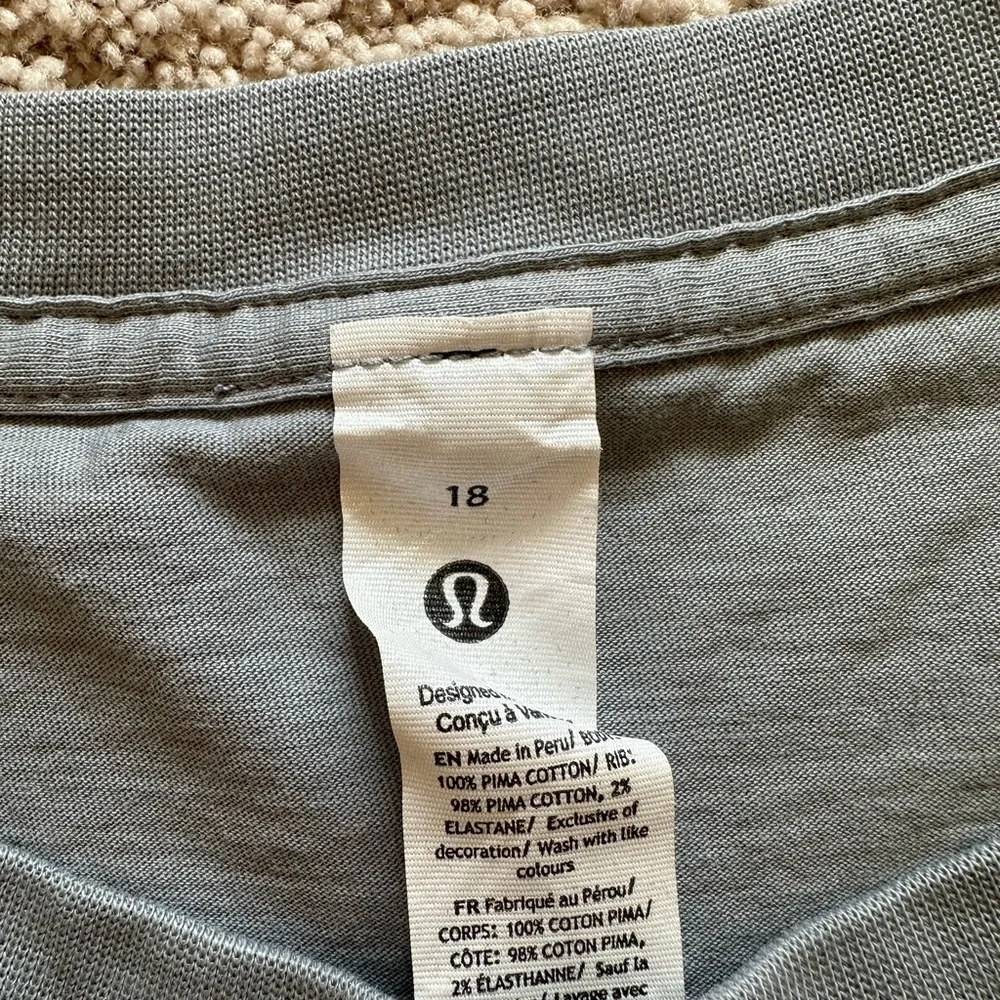 18
Conçu à
EN Made in Peru/
100% PIMA COTTON/ RIB:
98% PIMA COTTON, 2%
ELASTANE/ Exclusive of
decoration/ Wash with like
colours
FR Fabriqué au Pérou/
CORPS: 100% COTON PIMA/
CÔTE: 98% COTON PIMA,
2% ÉLASTHANNE/ Sauf la
Lavage avec